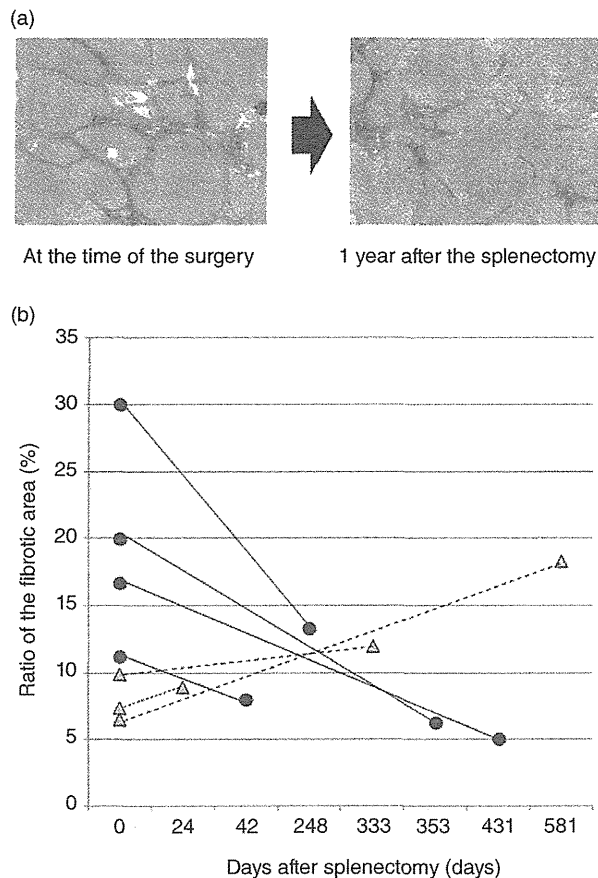 (a)
At the time of the surgery
1 year after the splenectomy
(b)
Ratio of the fibrotic area (%)
35
30
25
20
15
10
5
0
0 24 42 248 333 353 431 581
Days after splenectomy (days)